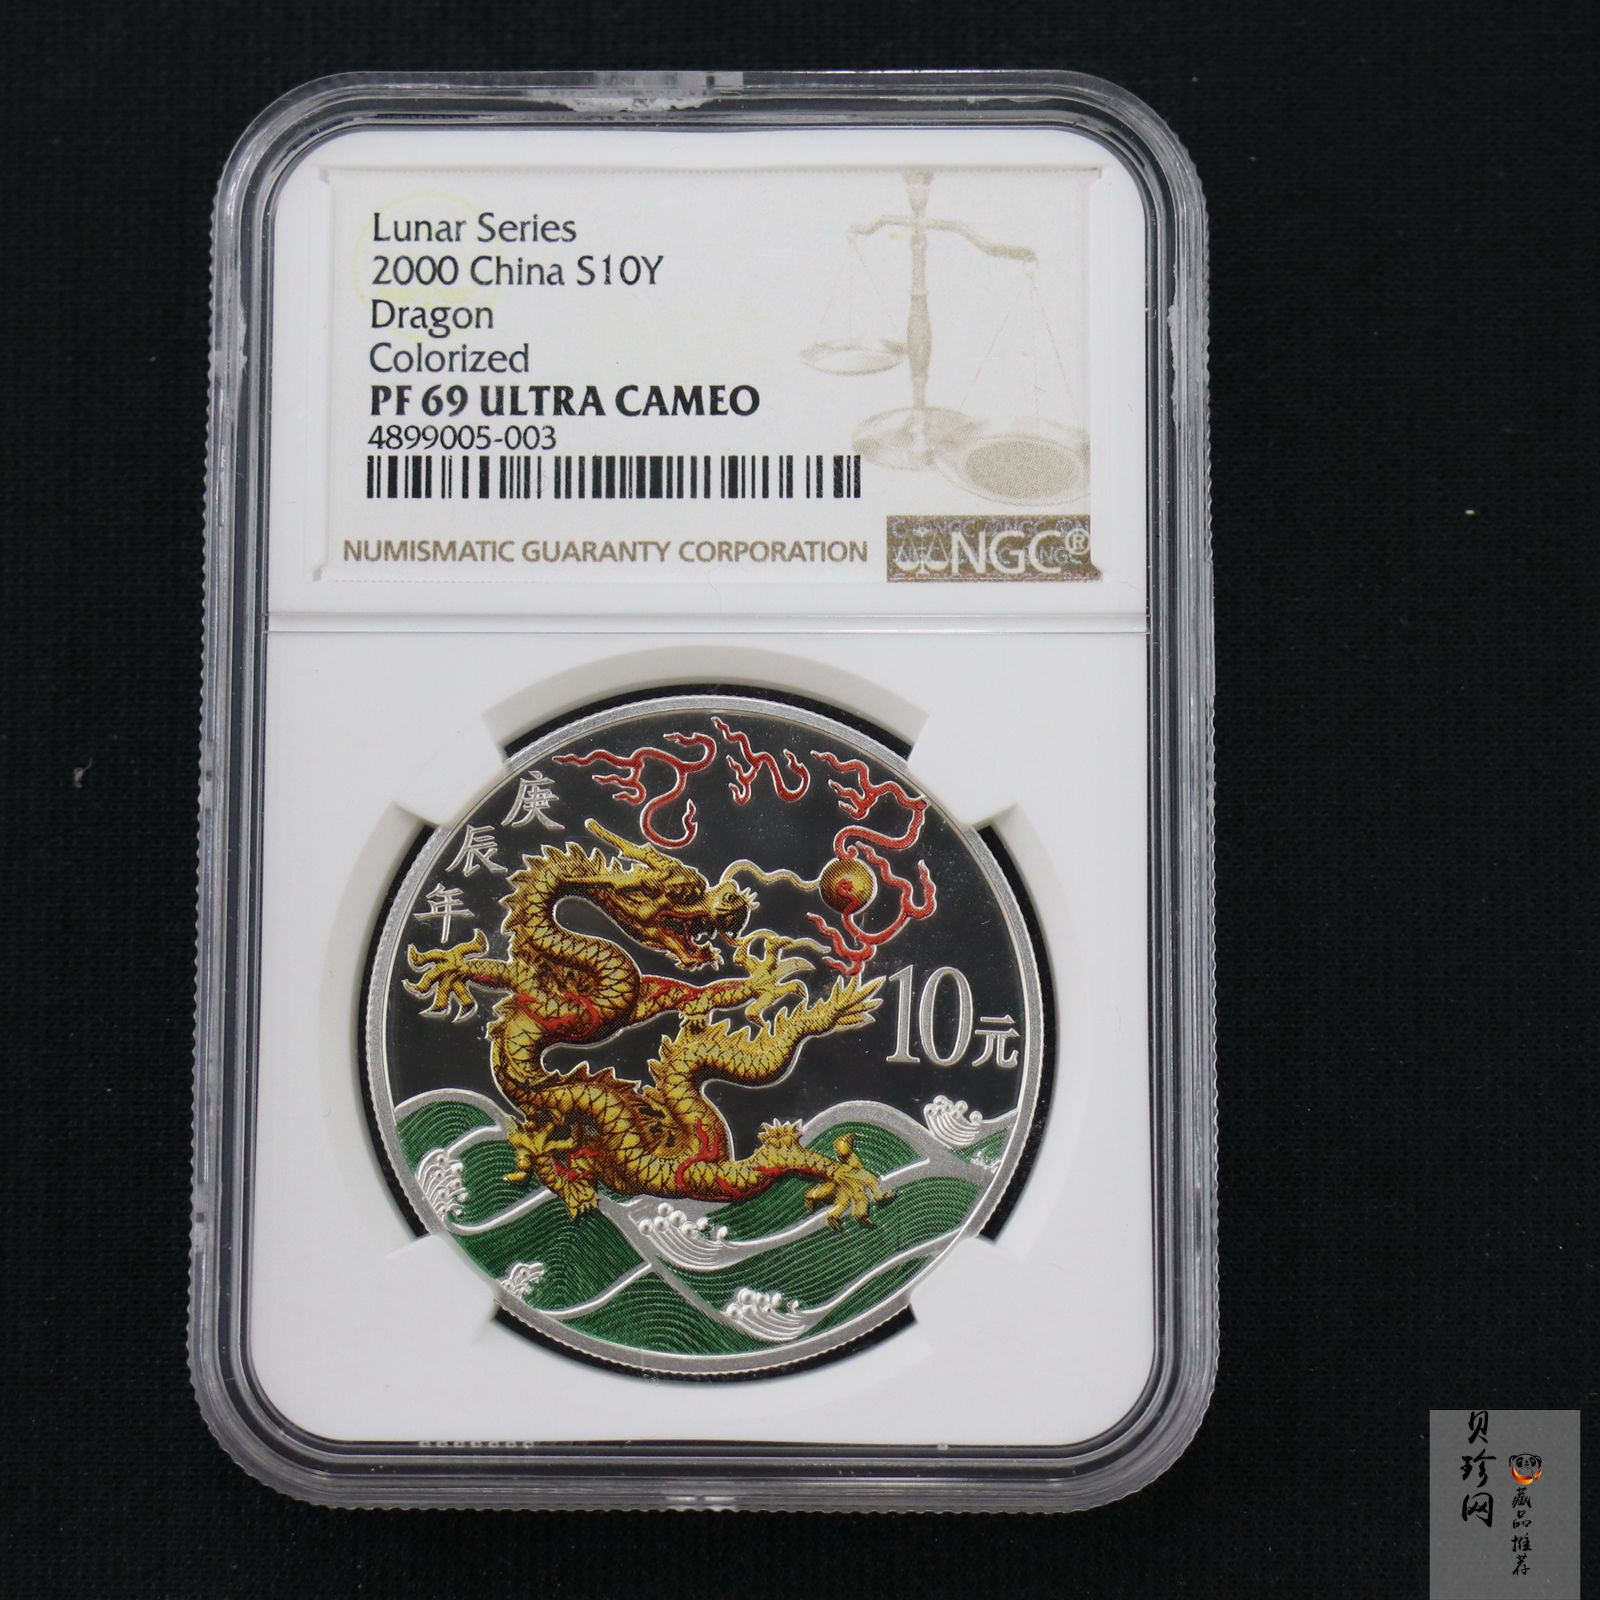 Lunar Series
2000 China S10Y
Dragon
Colorized
PF 69 ULTRA CAMEO
4899005-003
NUMISMATIC GUARANTY CORPORATION
NGC®
庚辰年
10元
贝珍网
藏品推荐